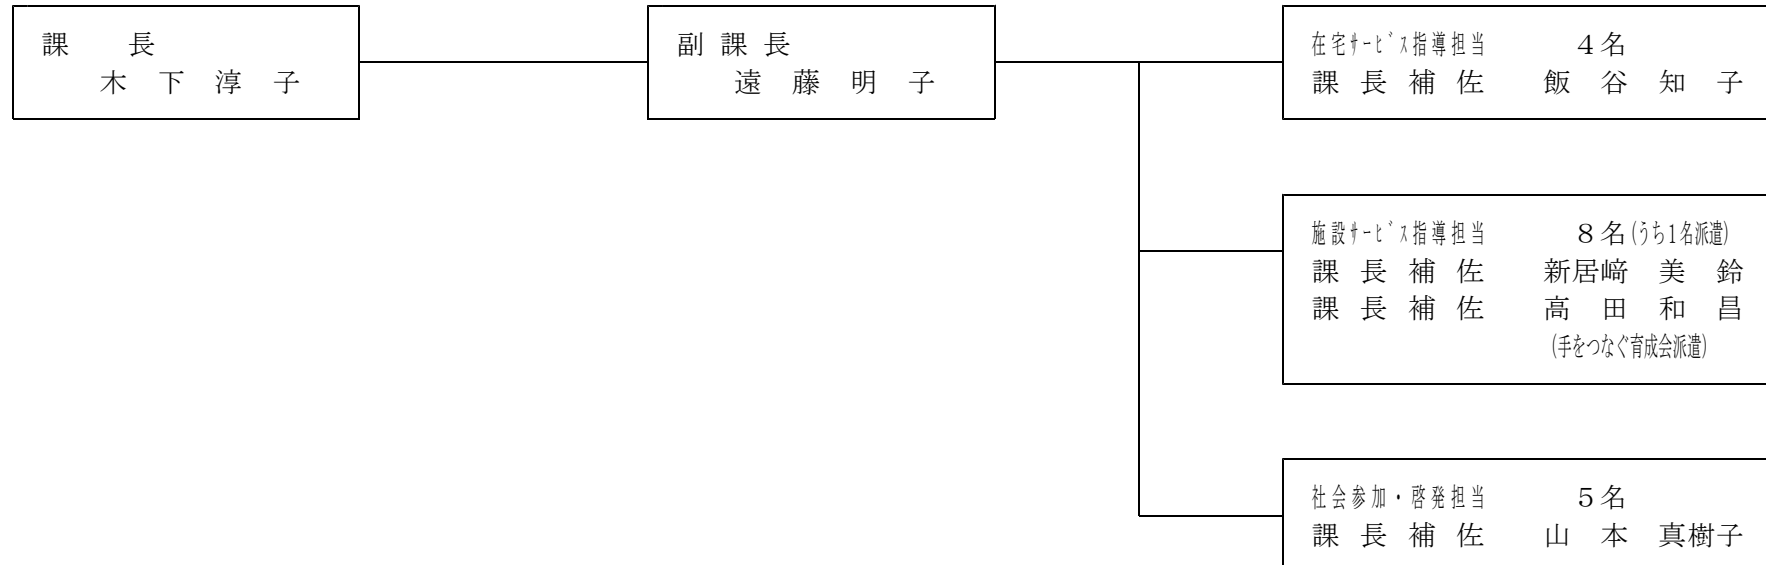 課　　長
木　下　淳　子
副 課 長
遠　藤　明　子
在宅ｻｰﾋﾞｽ指導担当　　４名
課 長 補 佐　　飯　谷　知　子
施設ｻｰﾋﾞｽ指導担当　　８名(うち1名派遣)
課 長 補 佐　　新居﨑　美　鈴
課 長 補 佐　　高　田　和　昌
(手をつなぐ育成会派遣)
社会参加・啓発担当　　５名
課 長 補 佐　　山　本　真樹子